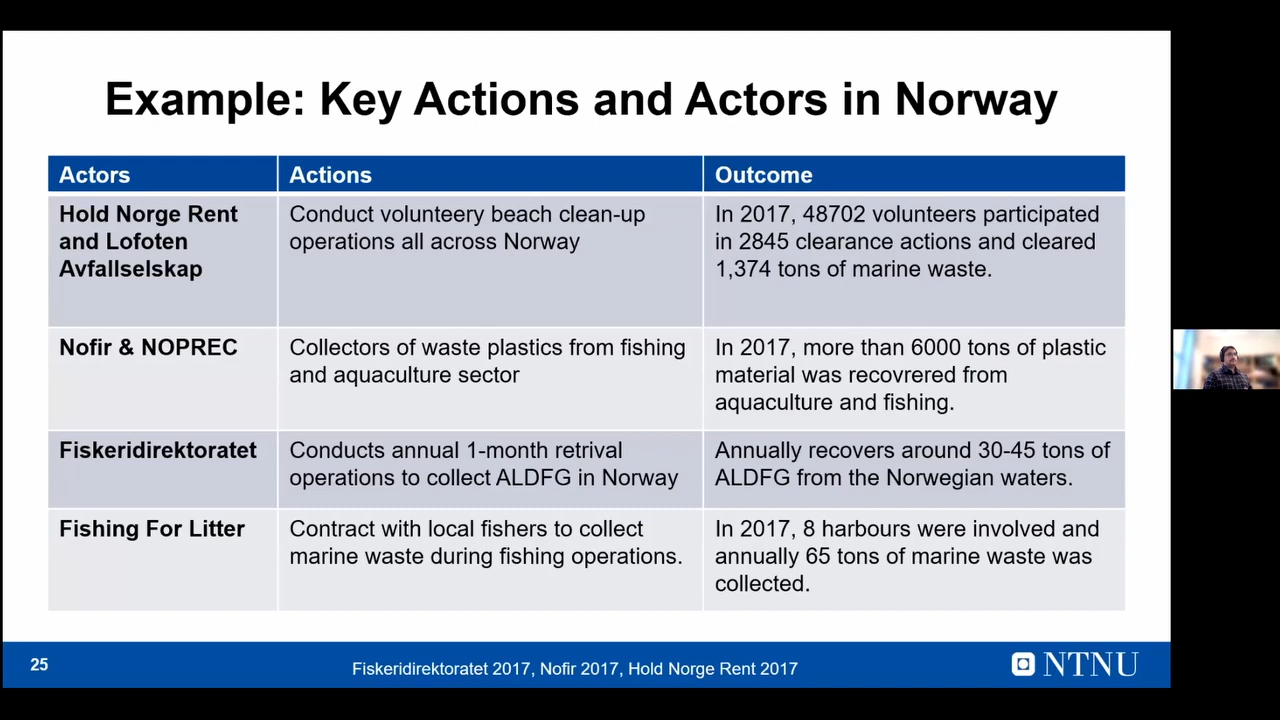 Example: Key Actions and Actors in Norway
Actors
Actions
Outcome
Hold Norge Rent
and Lofoten
Avfallselskap
Conduct volunteery beach clean-up
operations all across Norway
In 2017, 48702 volunteers participated
in 2845 clearance actions and cleared
1,374 tons of marine waste.
Nofir & NOPREC
Collectors of waste plastics from fishing
and aquaculture sector
In 2017, more than 6000 tons of plastic
material was recovrered from
aquaculture and fishing.
Fiskeridirektoratet
Conducts annual 1-month retrival
operations to collect ALDFG in Norway
Annually recovers around 30-45 tons of
ALDFG from the Norwegian waters.
Fishing For Litter
Contract with local fishers to collect
marine waste during fishing operations.
In 2017, 8 harbours were involved and
annually 65 tons of marine waste was
collected.
25
Fiskeridirektoratet 2017, Nofir 2017, Hold Norge Rent 2017
NTNU